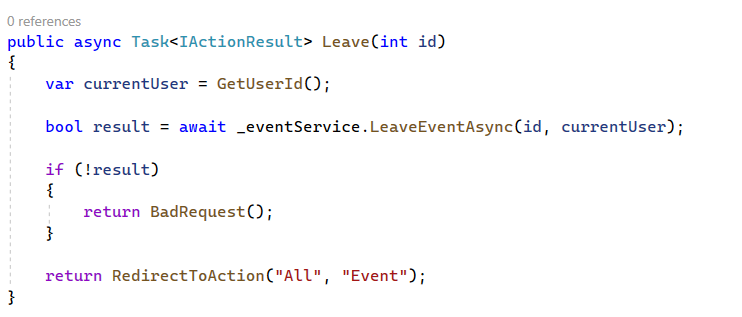 0 references
public async Task<IActionResult> Leave(int id)
{
var currentUser = GetUserId();
bool result = await _eventService.LeaveEventAsync(id, currentUser);
if (!result)
{
return BadRequest();
}
return RedirectToAction("All", "Event");
}